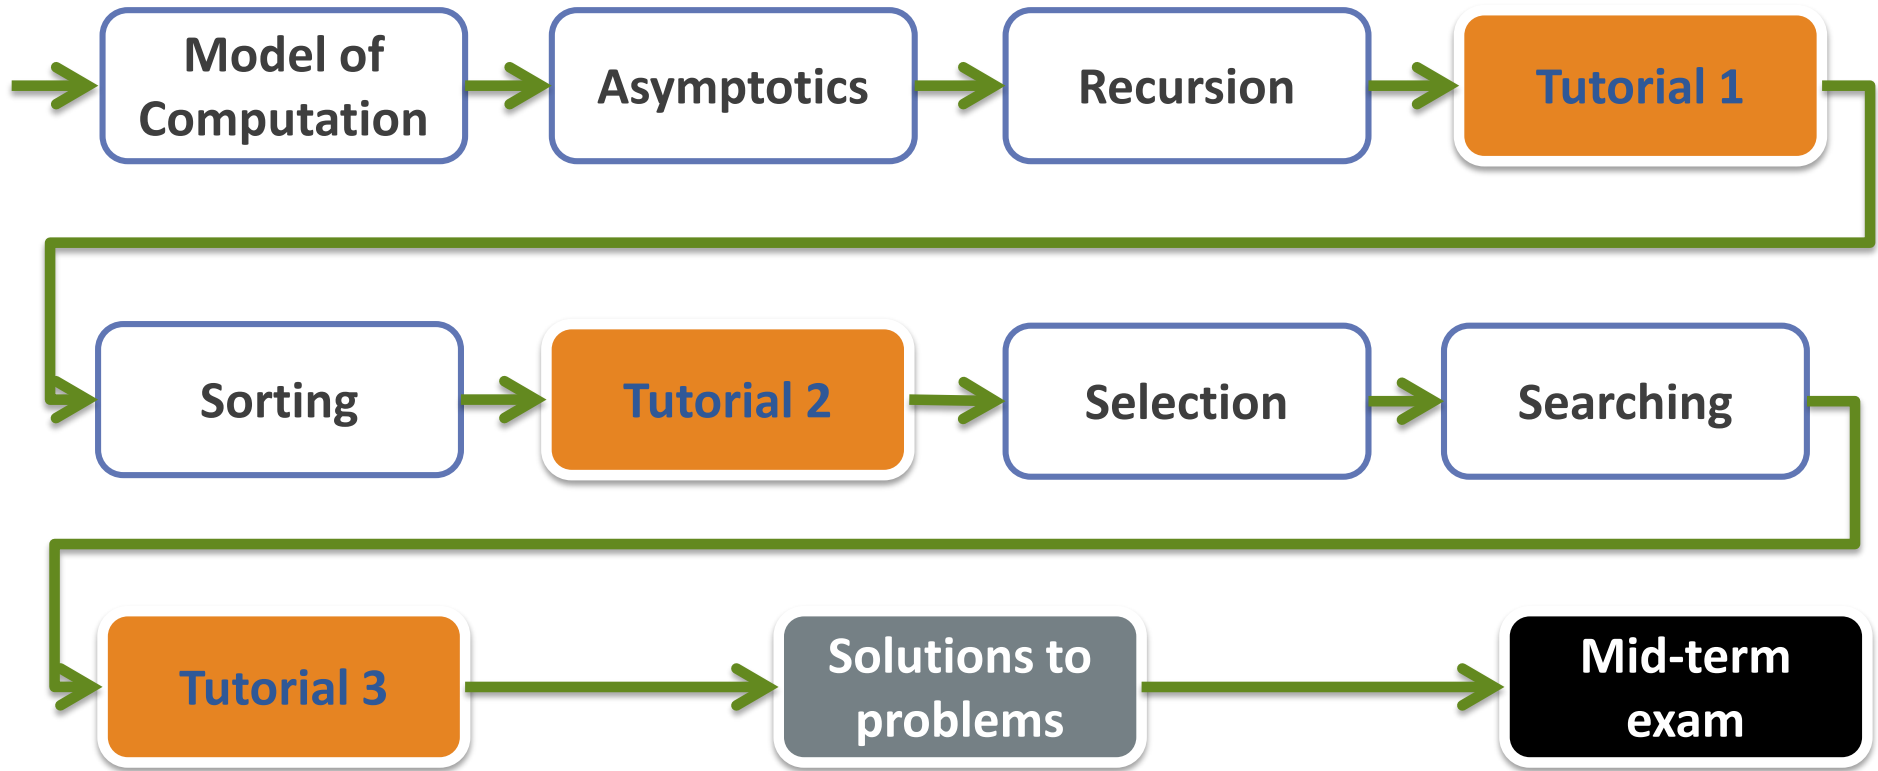 Model of
Computation
Asymptotics
Recursion
Tutorial 1
Sorting
Tutorial 2
Selection
Searching
Tutorial 3
Solutions to
problems
Mid-term
exam